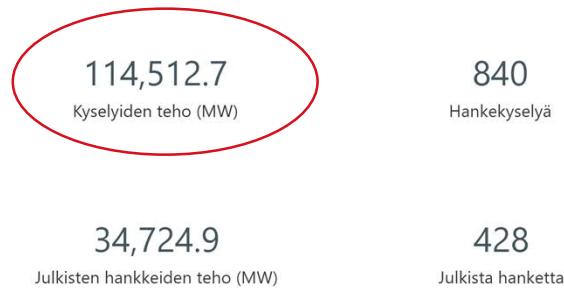 114,512.7
Kyselyiden teho (MW)
840
Hankekyselyä
34,724.9
Julkisten hankkeiden teho (MW)
428
Julkista hanketta